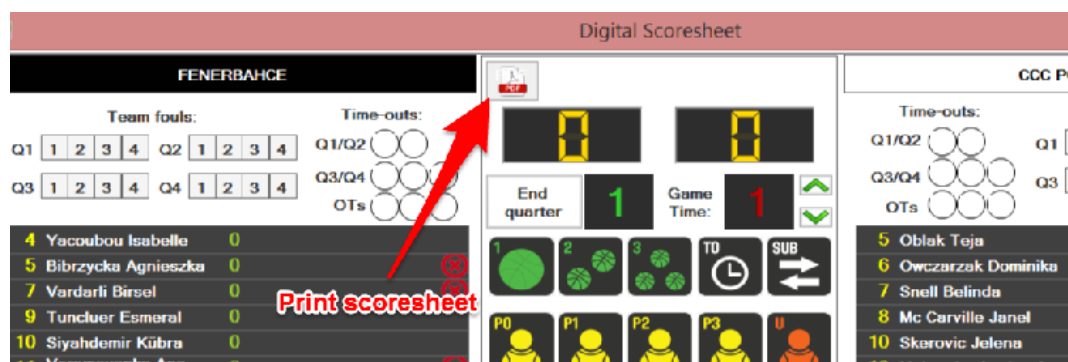 Digital Scoresheet
FENERBAHCE
Team fouls:
Time-outs:
Q1 1 2 3 4 Q2 1 2 3 4
Q1/Q2
Q3 1 2 3 4 Q4 1 2 3 4
Q3/Q4
OTs
4 Yacoubou Isabelle 0
5 Bibrzycka Agnieszka 0
7 Vardarli Birsel 0
9 Tuncluer Esmeral 0
10 Siyahdemir Kübra 0
Print scoresheet
PDF
0 0
End quarter 1 Game Time: 1
1 2 3 TO SUB
P0 P1 P2 P3 U
CCC
Time-outs:
Q1/Q2
Q1
Q3/Q4
Q3
OTs
5 Oblak Teja
6 Owczarzak Dominika
7 Snell Belinda
8 Mc Carville Janel
10 Skerovic Jelena